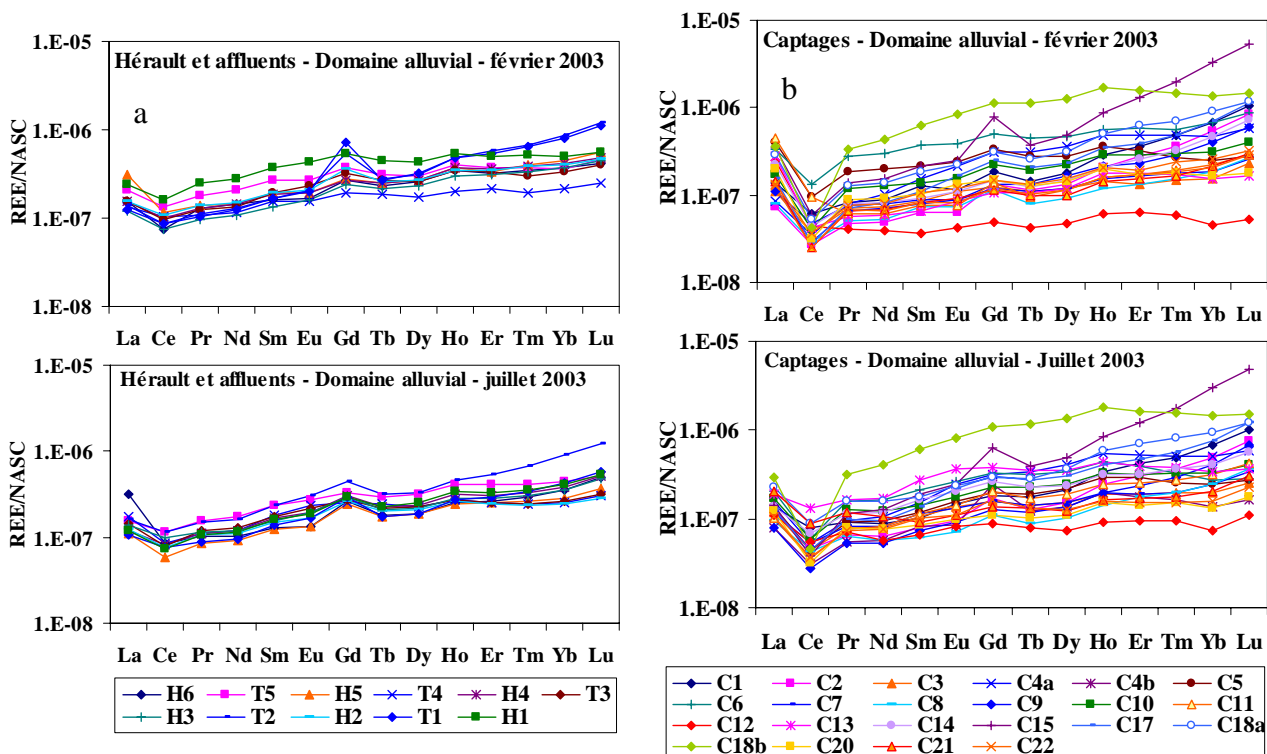 Hérault et affluents - Domaine alluvial - février 2003
a
REE/NASC
1.E-05
1.E-06
1.E-07
1.E-08
La Ce Pr Nd Sm Eu Gd Tb Dy Ho Er Tm Yb Lu
Captages - Domaine alluvial - février 2003
b
REE/NASC
1.E-05
1.E-06
1.E-07
1.E-08
La Ce Pr Nd Sm Eu Gd Tb Dy Ho Er Tm Yb Lu
Hérault et affluents - Domaine alluvial - juillet 2003
REE/NASC
1.E-05
1.E-06
1.E-07
1.E-08
La Ce Pr Nd Sm Eu Gd Tb Dy Ho Er Tm Yb Lu
H6 T5 H5 T4 H4 T3
H3 T2 H2 T1 H1
Captages - Domaine alluvial - Juillet 2003
REE/NASC
1.E-05
1.E-06
1.E-07
1.E-08
La Ce Pr Nd Sm Eu Gd Tb Dy Ho Er Tm Yb Lu
C1 C2 C3 C4a C4b C5
C6 C7 C8 C9 C10 C11
C12 C13 C14 C15 C17 C18a
C18b C20 C21 C22